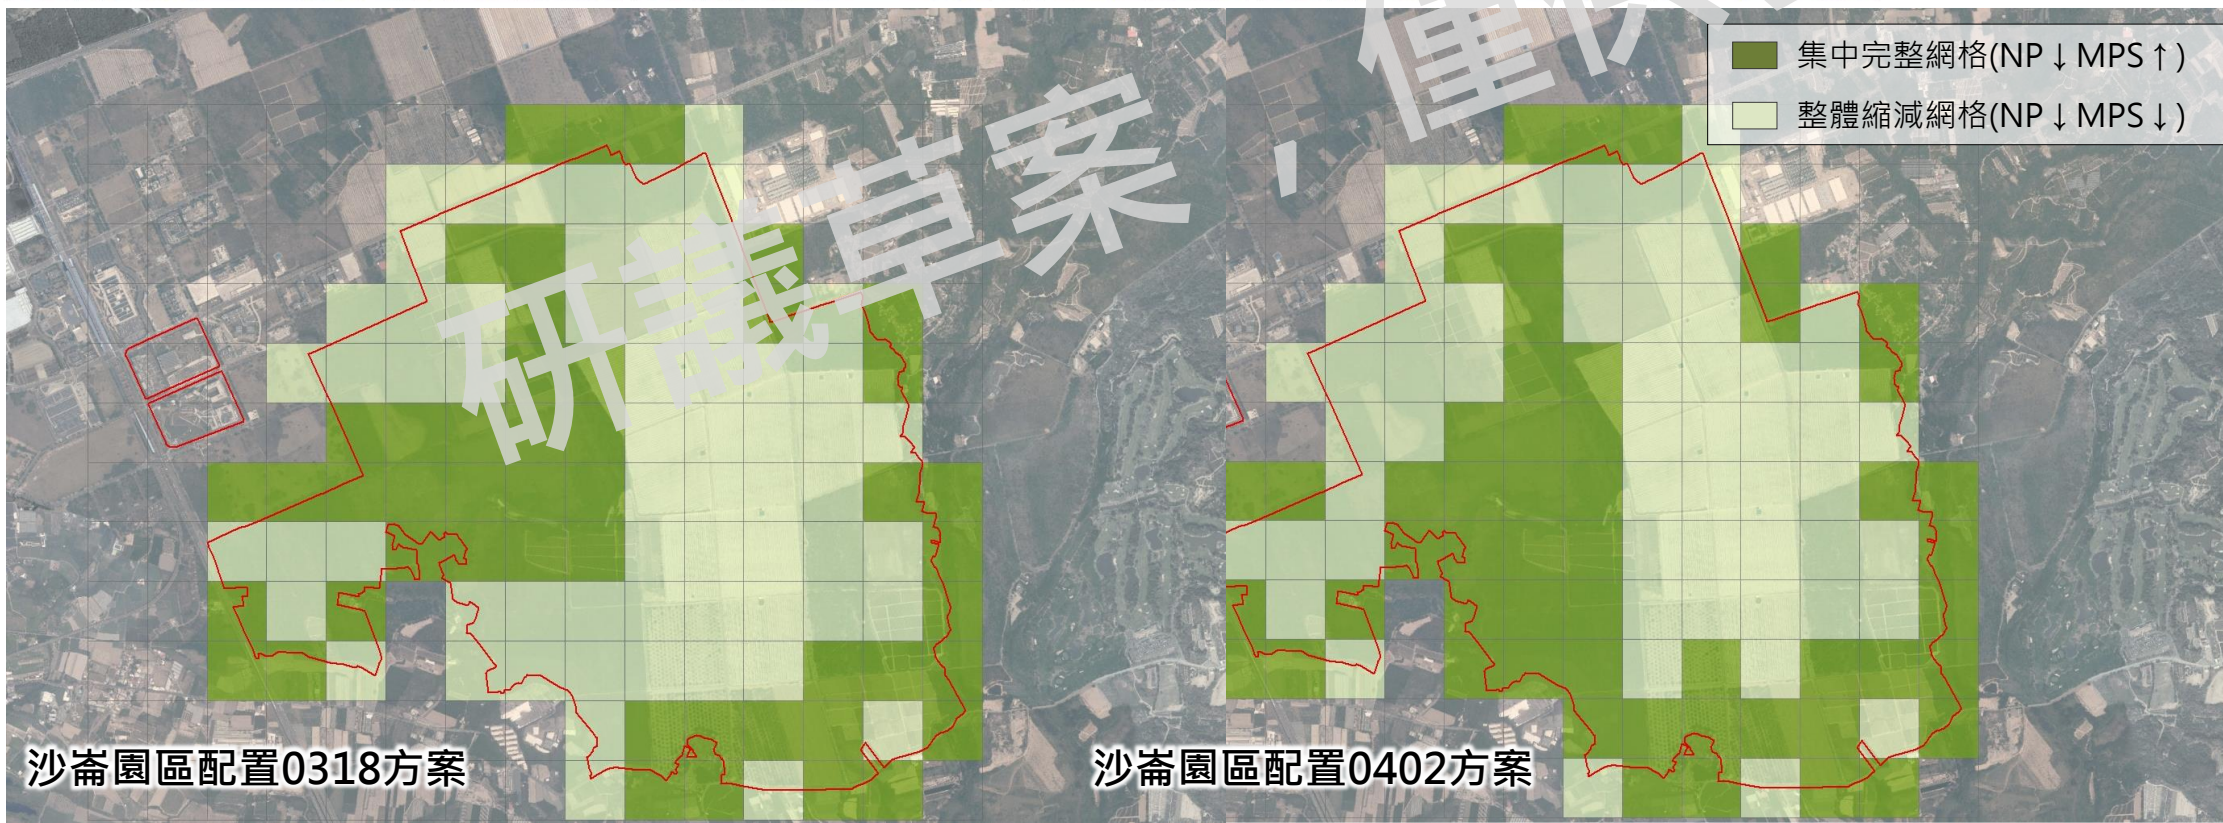 集中完整網格(NP↓MPS↑)
整體縮減網格(NP↓MPS↓)
研議草案，僅供
沙崙園區配置0318方案
沙崙園區配置0402方案